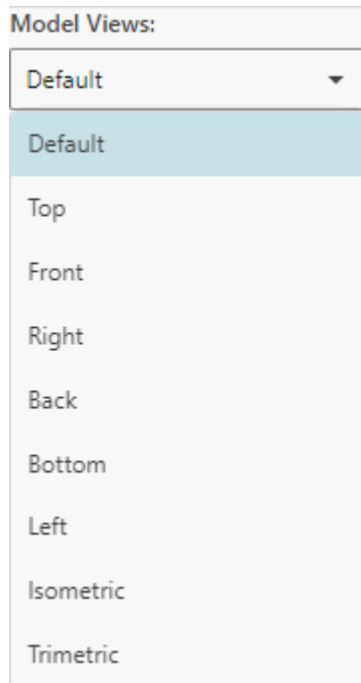 Model Views:
Default
Default
Top
Front
Right
Back
Bottom
Left
Isometric
Trimetric